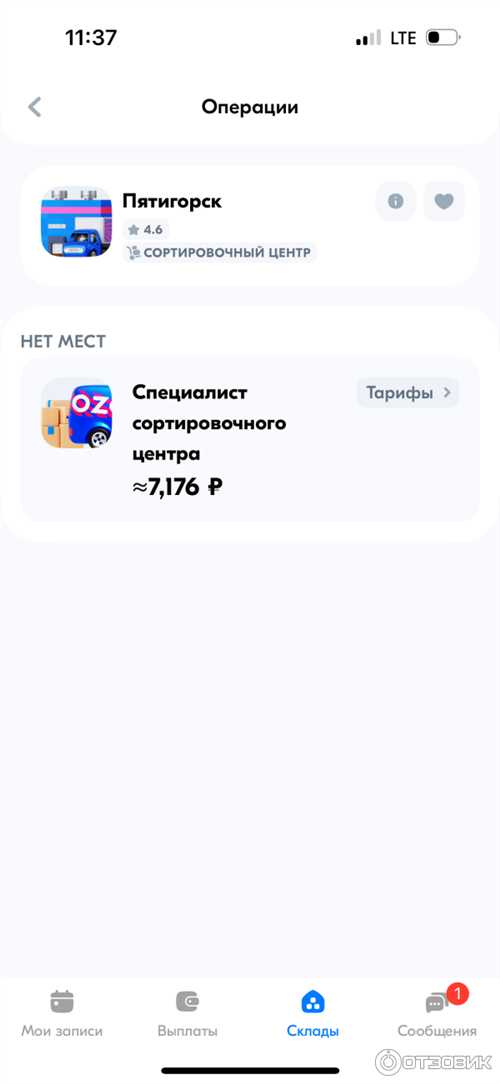 11:37
LTE
Операции
Пятигорск
4.6
СОРТИРОВОЧНЫЙ ЦЕНТР
НЕТ МЕСТ
OZ
Специалист
сортировочного
центра
≈7,176 ₽
Тарифы
1
Мои записи
Выплаты
Склады
Сообщения
ОТЗОВИК